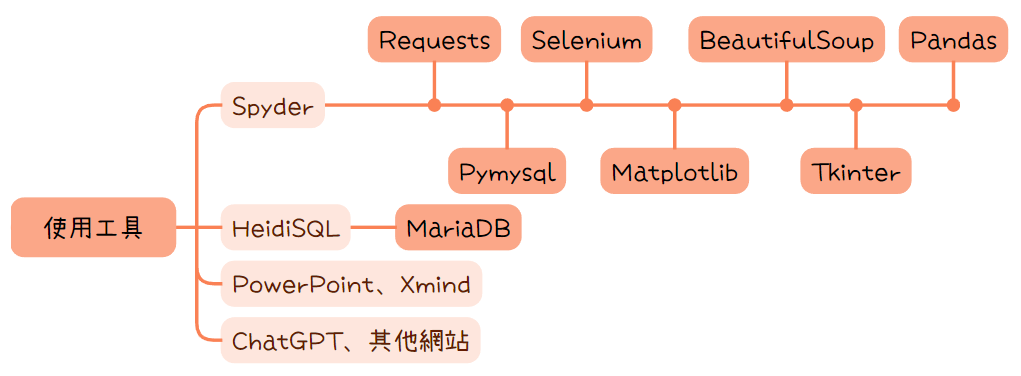 Requests
Selenium
BeautifulSoup
Pandas
Spyder
Pymysql
Matplotlib
Tkinter
使用工具
HeidiSQL
MariaDB
PowerPoint、Xmind
ChatGPT、其他網站